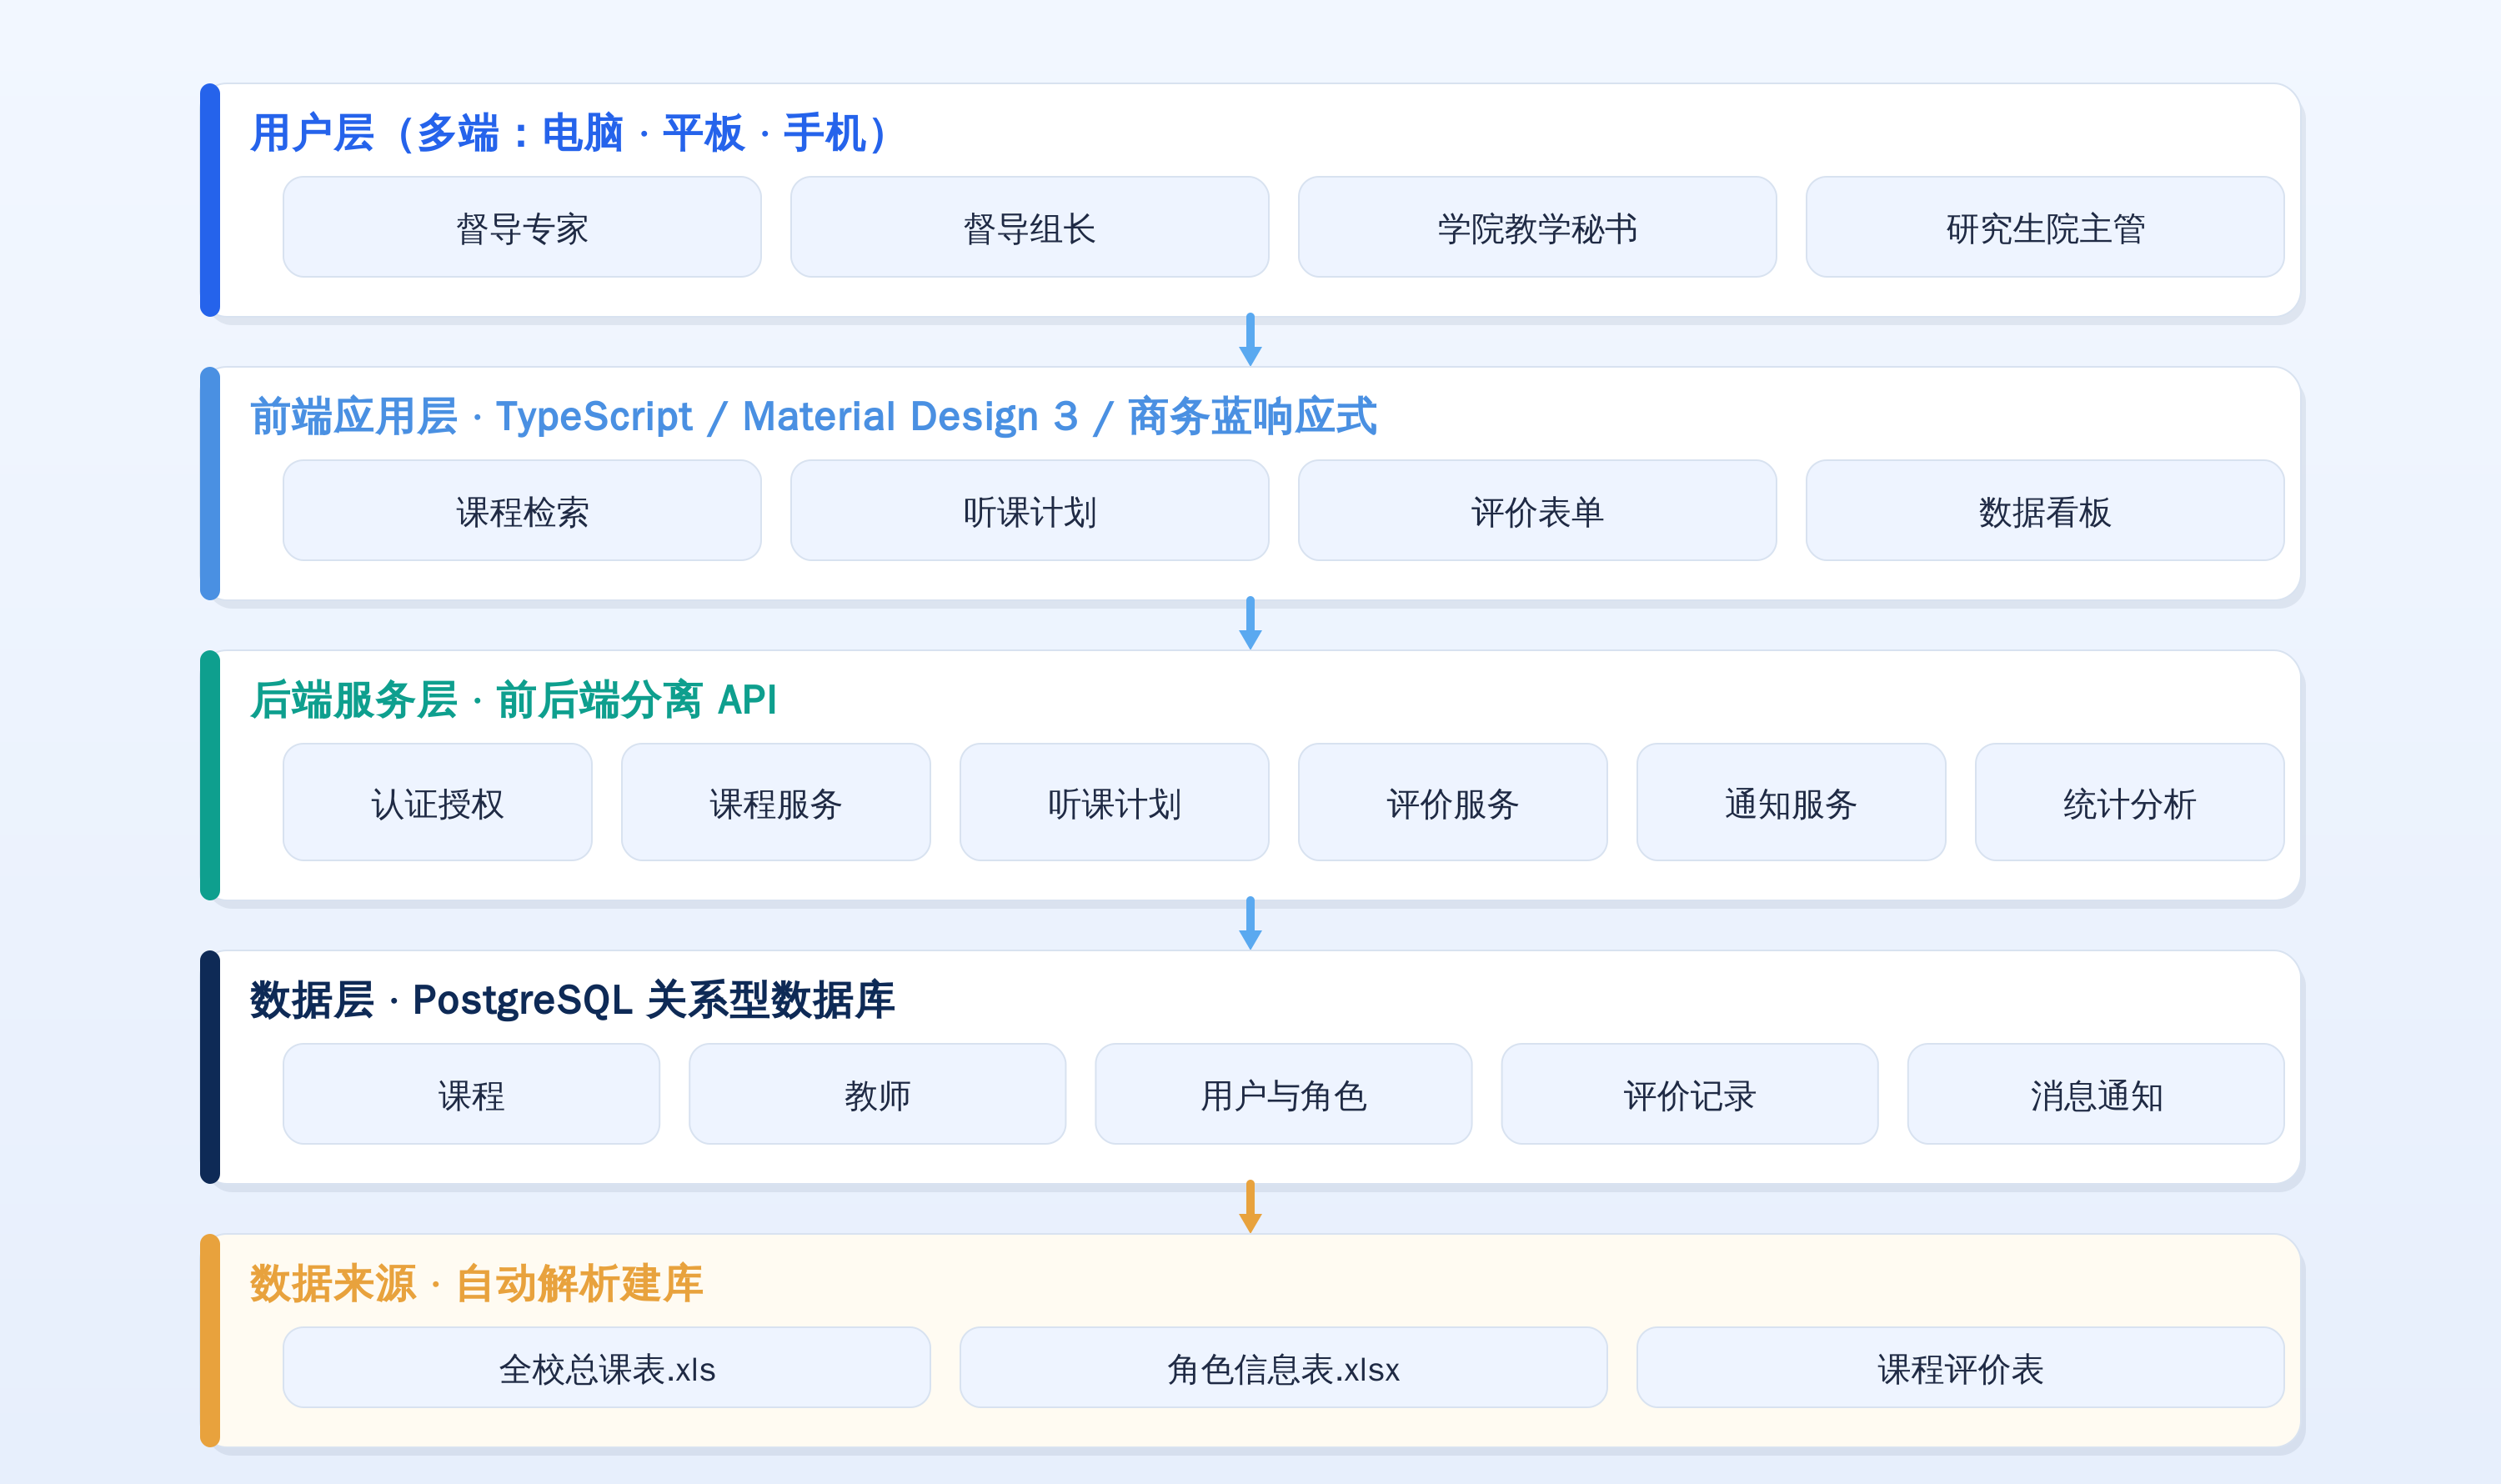 用户层（多端：电脑 · 平板 · 手机）
督导专家
督导组长
学院教学秘书
研究生院主管
前端应用层 · TypeScript / Material Design 3 / 商务蓝响应式
课程检索
听课计划
评价表单
数据看板
后端服务层 · 前后端分离 API
认证授权
课程服务
听课计划
评价服务
通知服务
统计分析
数据层 · PostgreSQL 关系型数据库
课程
教师
用户与角色
评价记录
消息通知
数据来源 · 自动解析建库
全校总课表.xls
角色信息表.xlsx
课程评价表